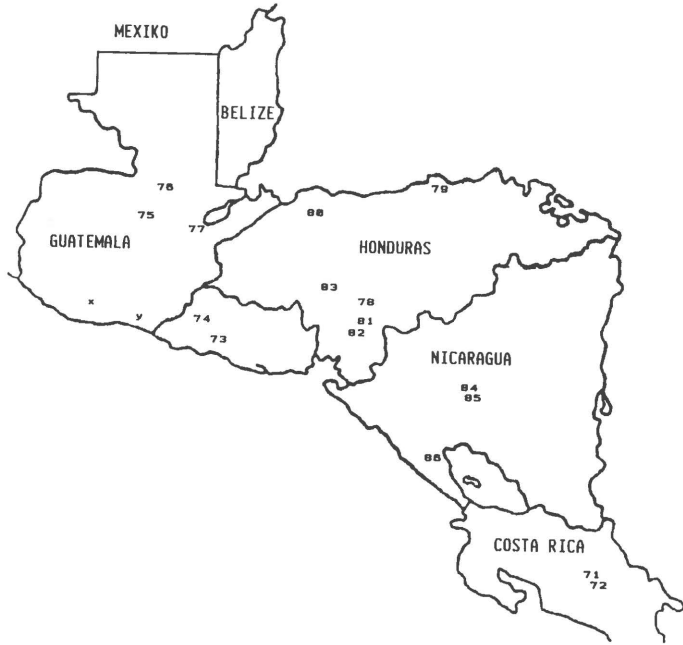 MEXIKO
BELIZE
76
79
75
80
77
GUATEMALA
HONDURAS
83
78
x
y
74
81
82
73
NICARAGUA
84
85
86
COSTA RICA
71
72